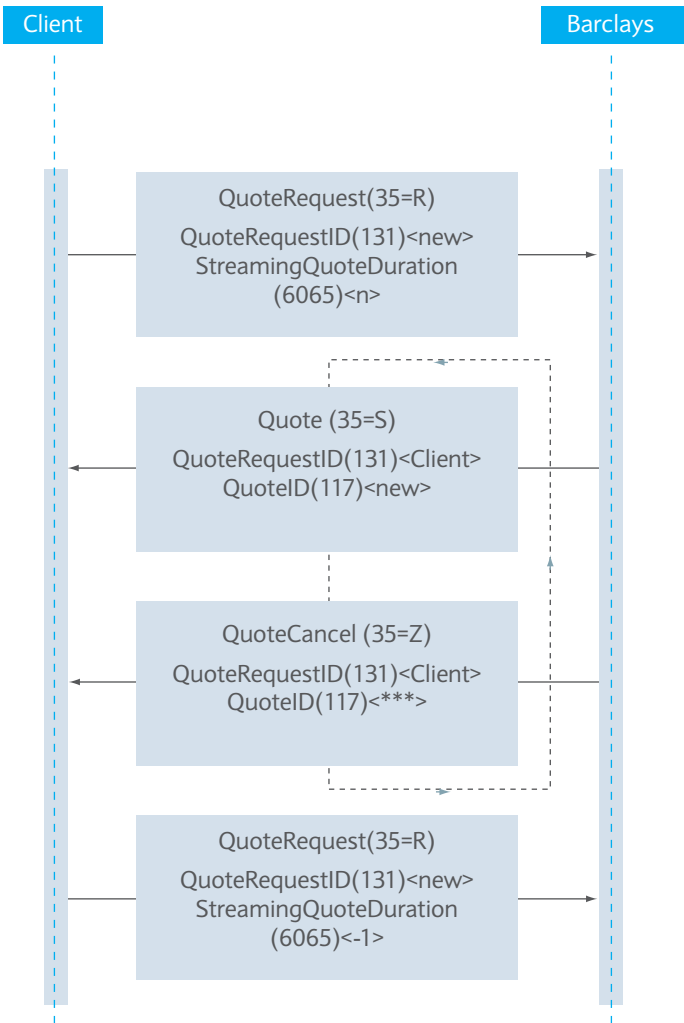 Client
Barclays
QuoteRequest(35=R)
QuoteRequestID(131)<new>
StreamingQuoteDuration
(6065)<n>
Quote (35=S)
QuoteRequestID(131)<Client>
QuoteID(117)<new>
QuoteCancel (35=Z)
QuoteRequestID(131)<Client>
QuoteID(117)<***>
QuoteRequest(35=R)
QuoteRequestID(131)<new>
StreamingQuoteDuration
(6065)<-1>